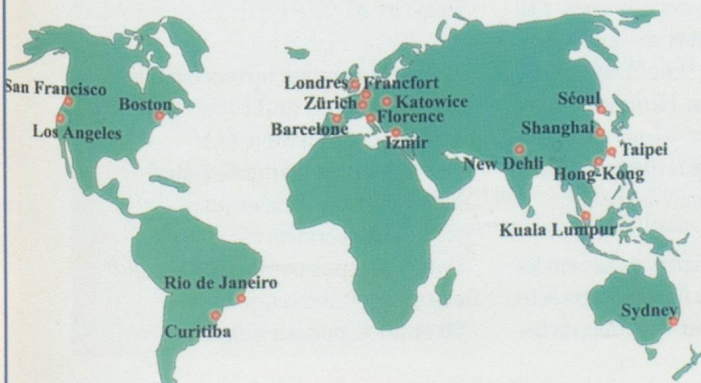 San Francisco
Boston
Los Angeles
Londres
Francfort
Zürich
Katowice
Barcelone
Florence
Izmir
Séoul
Shanghai
Taipei
New Dehli
Hong-Kong
Kuala Lumpur
Rio de Janeiro
Curitiba
Sydney